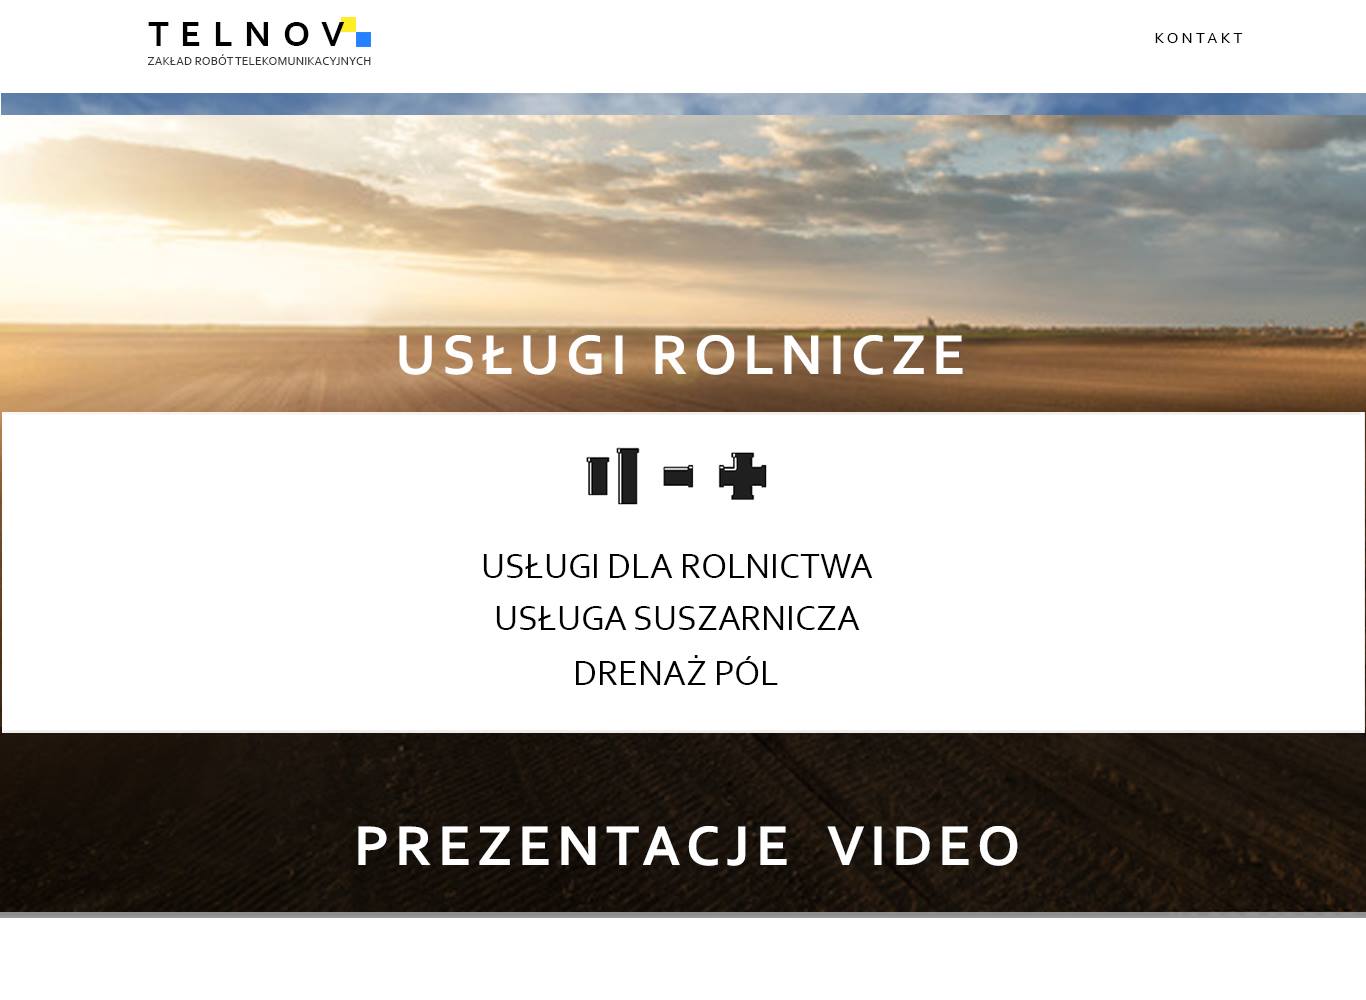 TELNOV
ZAKŁAD ROBÓT TELEKOMUNIKACYJNYCH
KONTAKT
USŁUGI ROLNICZE
USŁUGI DLA ROLNICTWA
USŁUGA SUSZARNICZA
DRENAŻ PÓL
PREZENTACJE VIDEO